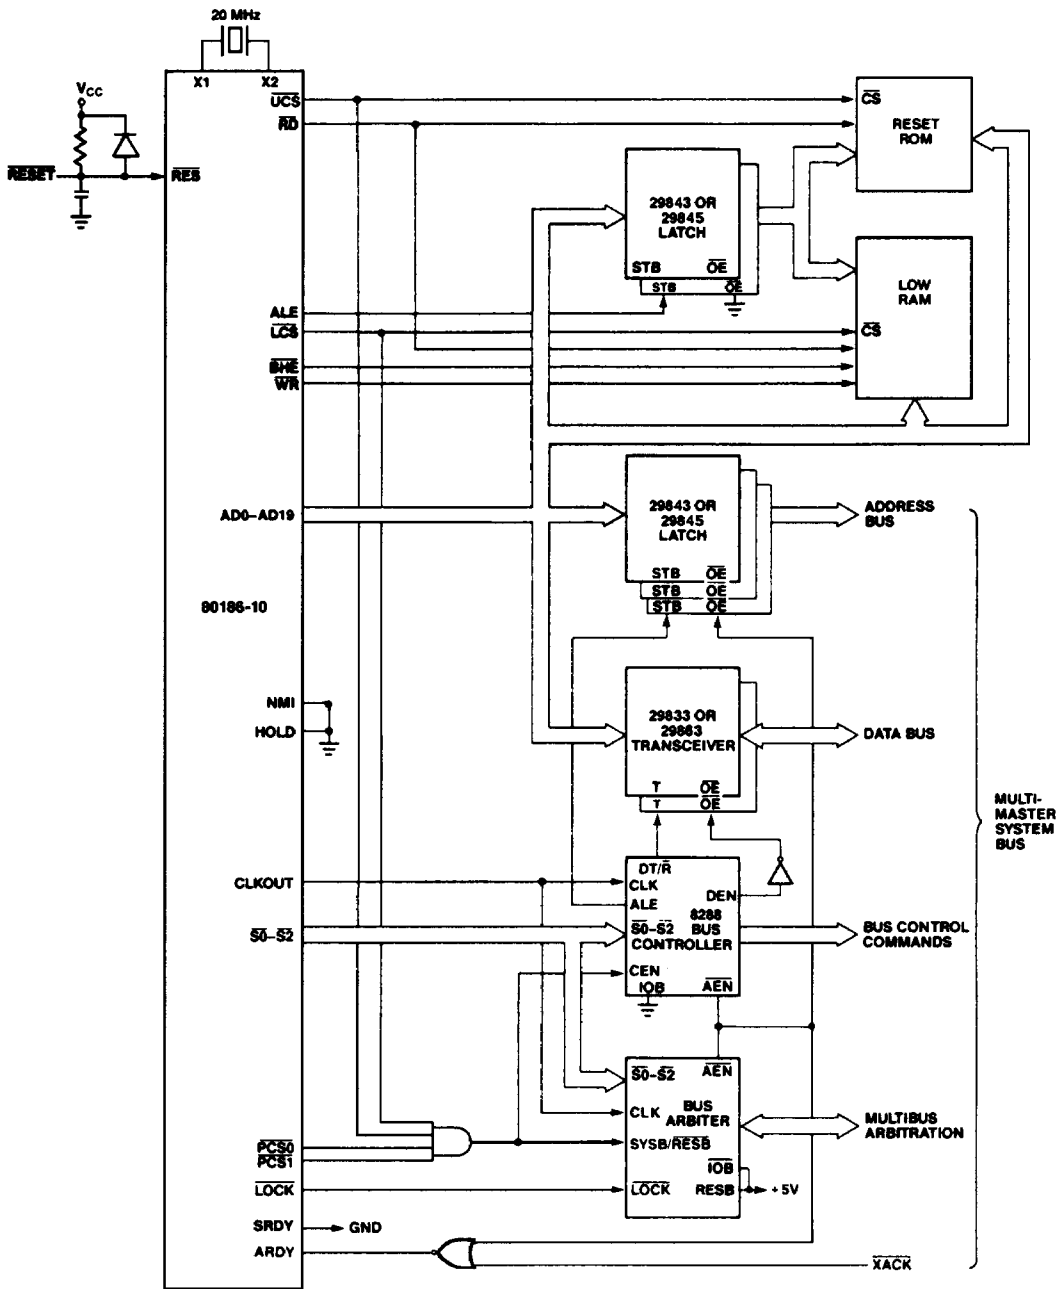 20 MHz
X1
X2
VCC
RESET
RES
UCS
RD
CS
RESET
ROM
29843 OR
29845
LATCH
STB
OE
STB
OE
LOW
RAM
CS
ALE
LCS
BHE
WR
AD0–AD19
29843 OR
29845
LATCH
STB
OE
STB
OE
STB
OE
ADDRESS
BUS
80186-10
NMI
HOLD
29833 OR
29863
TRANSCEIVER
T
OE
T
OE
DATA BUS
MULTI-
MASTER
SYSTEM
BUS
CLKOUT
S0–S2
DT/R
CLK
ALE
DEN
S0–S2
8288
BUS
CONTROLLER
CEN
IOB
AEN
BUS CONTROL
COMMANDS
S0–S2
AEN
CLK
BUS
ARBITER
SYSB/RESB
IOB
LOCK
RESB
+5V
MULTIBUS
ARBITRATION
PCS0
PCS1
LOCK
SRDY
GND
ARDY
XACK